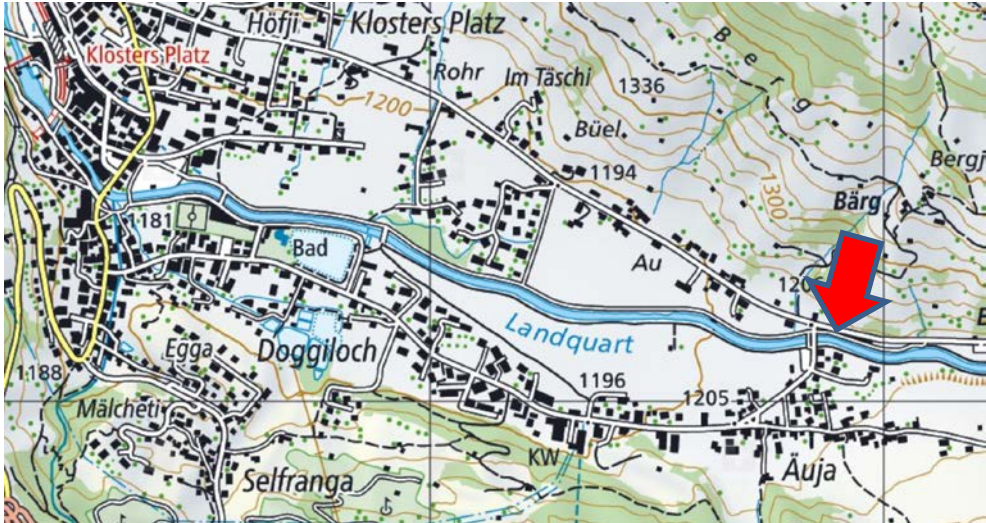 Höfji
Klosters Platz
Klosters Platz
Rohr
Im Täschi
1336
Berg
1200
Büel
1194
1300
Bergj
Bärg
1181
Bad
Au
Landquart
Egga
Doggiloch
1188
1196
1205
Mälcheti
KW
Äuja
Selfranga